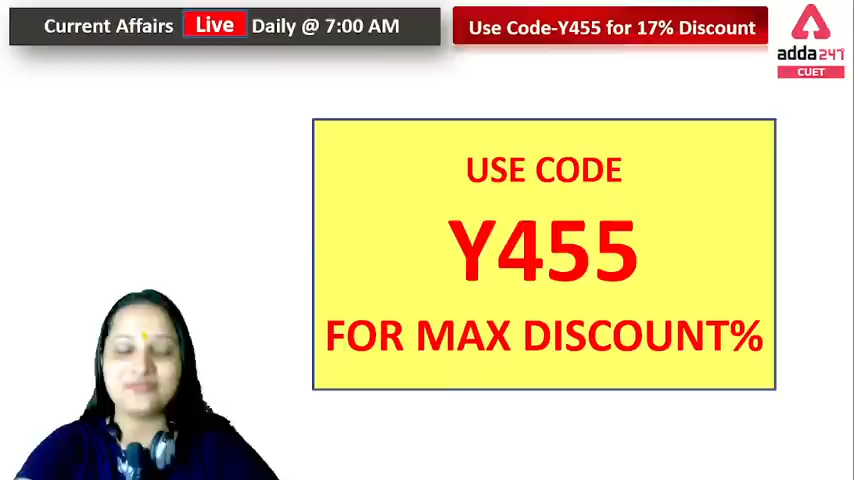 Current Affairs Live Daily @ 7:00 AM
Use Code-Y455 for 17% Discount
adda247
CUET
USE CODE
Y455
FOR MAX DISCOUNT%